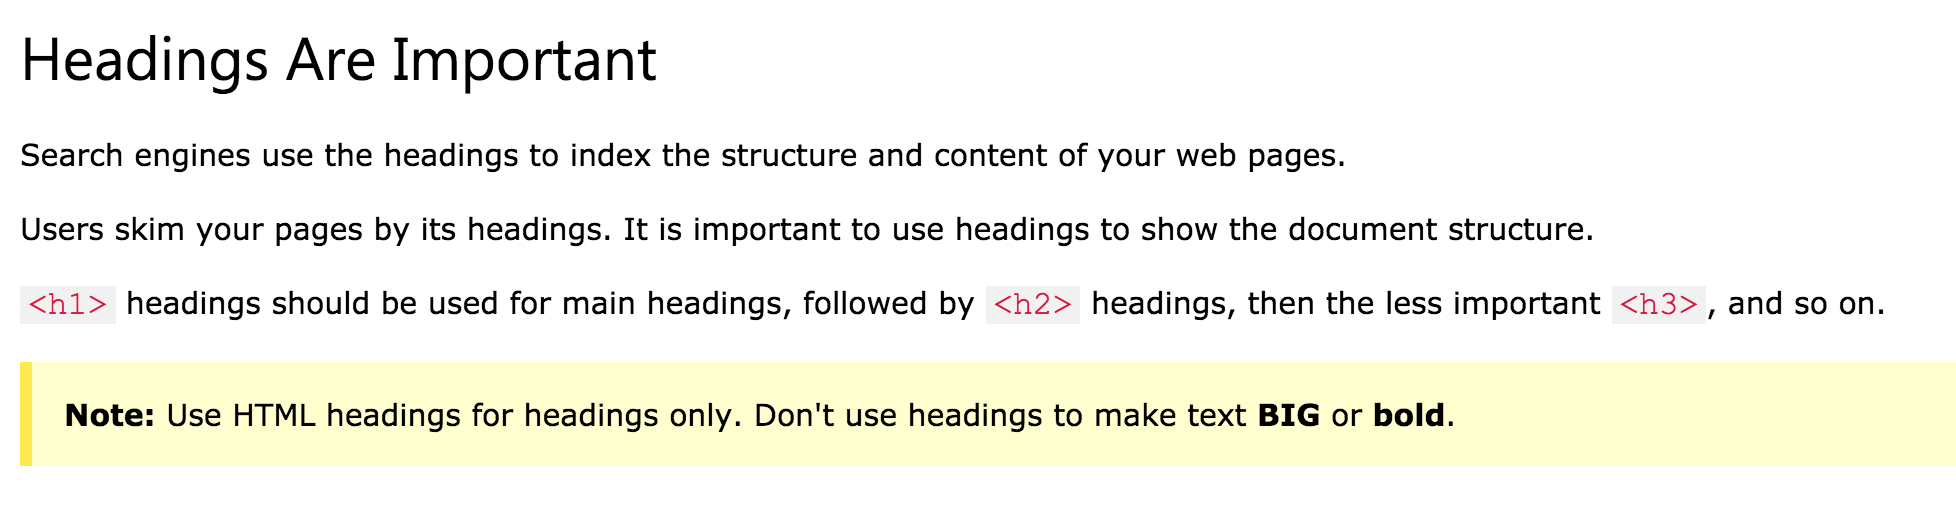 Headings Are Important
Search engines use the headings to index the structure and content of your web pages.
Users skim your pages by its headings. It is important to use headings to show the document structure.
<h1> headings should be used for main headings, followed by <h2> headings, then the less important <h3>, and so on.
Note: Use HTML headings for headings only. Don't use headings to make text BIG or bold.